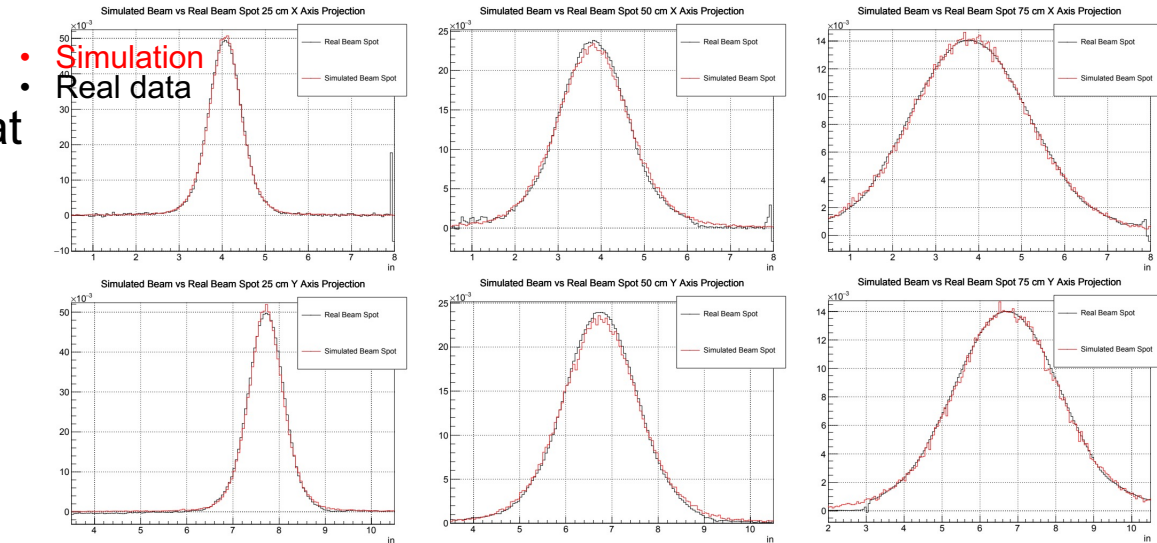 • Simulation
• Real data
at
Simulated Beam vs Real Beam Spot 25 cm X Axis Projection
×10⁻³
50
40
30
20
10
0
−10
1 2 3 4 5 6 7 8
in
Real Beam Spot
Simulated Beam Spot
Simulated Beam vs Real Beam Spot 50 cm X Axis Projection
×10⁻³
25
20
15
10
5
0
1 2 3 4 5 6 7 8
in
Real Beam Spot
Simulated Beam Spot
Simulated Beam vs Real Beam Spot 75 cm X Axis Projection
×10⁻³
14
12
10
8
6
4
2
0
1 2 3 4 5 6 7 8
in
Real Beam Spot
Simulated Beam Spot
Simulated Beam vs Real Beam Spot 25 cm Y Axis Projection
×10⁻³
50
40
30
20
10
0
4 5 6 7 8 9 10
in
Real Beam Spot
Simulated Beam Spot
Simulated Beam vs Real Beam Spot 50 cm Y Axis Projection
×10⁻³
25
20
15
10
5
0
4 5 6 7 8 9 10
in
Real Beam Spot
Simulated Beam Spot
Simulated Beam vs Real Beam Spot 75 cm Y Axis Projection
×10⁻³
14
12
10
8
6
4
2
0
2 3 4 5 6 7 8 9 10
in
Real Beam Spot
Simulated Beam Spot